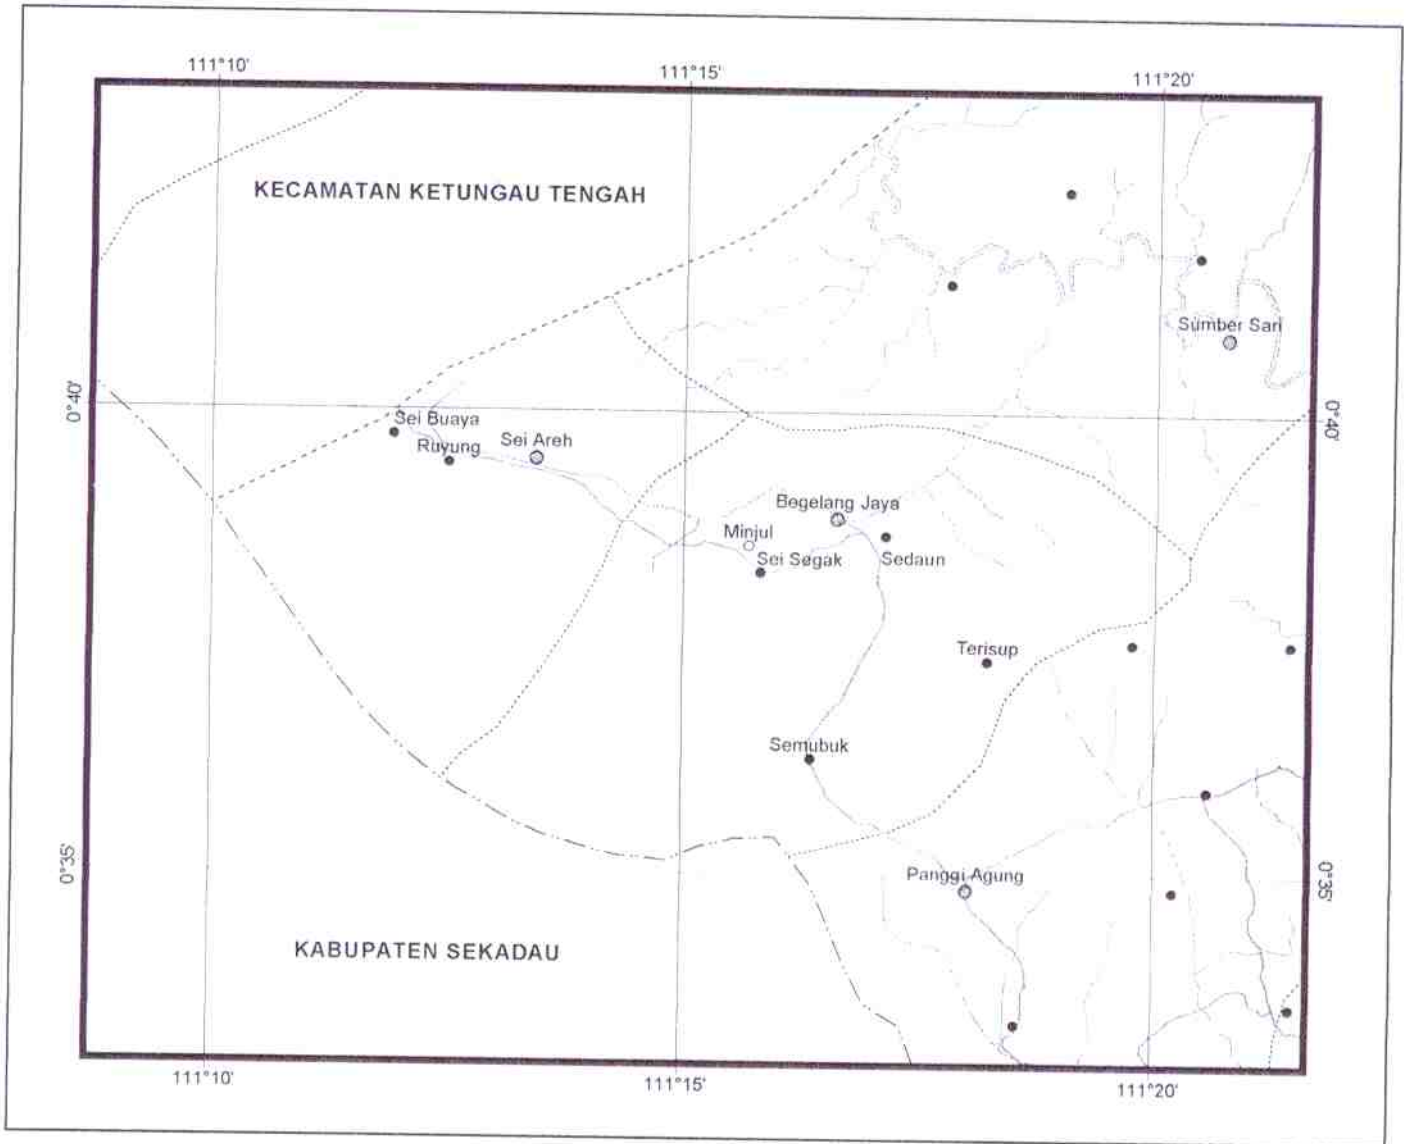 111°10'
111°15'
111°20'
KECAMATAN KETUNGAU TENGAH
Sumber Sari
0°40'
0°40'
Sei Buaya
Ruyung
Sei Areh
Begelang Jaya
Minjul
Sei Segak
Sedaun
Terisup
Semubuk
0°35'
0°35'
Panggi Agung
KABUPATEN SEKADAU
111°10'
111°15'
111°20'